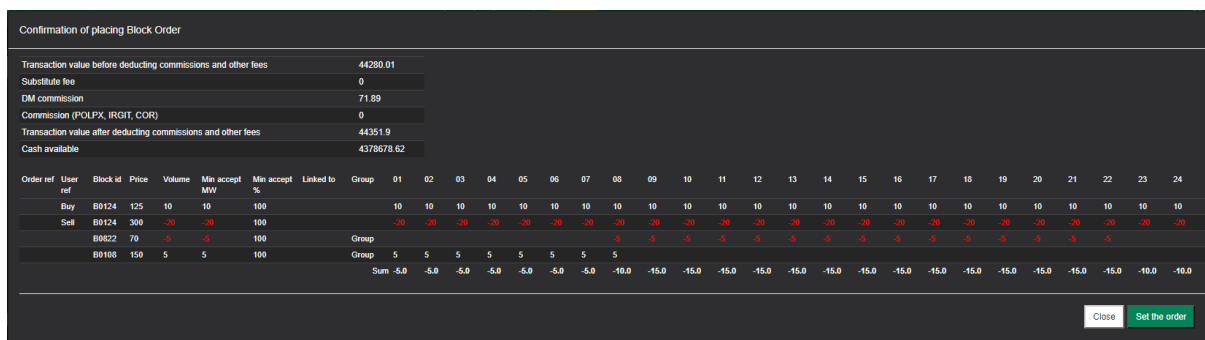 Confirmation of placing Block Order
Transaction value before deducting commissions and other fees 44280.01
Substitute fee 0
DM commission 71.89
Commission (POLPX, IRGIT, COR) 0
Transaction value after deducting commissions and other fees 44351.9
Cash available 4378678.62
Order ref User ref Block id Price Volume Min accept MW Min accept % Linked to Group 01 02 03 04 05 06 07 08 09 10 11 12 13 14 15 16 17 18 19 20 21 22 23 24
Buy B0124 125 10 10 100 10 10 10 10 10 10 10 10 10 10 10 10 10 10 10 10 10 10 10 10 10 10 10 10
Sell B0124 300 -20 -20 100 -20 -20 -20 -20 -20 -20 -20 -20 -20 -20 -20 -20 -20 -20 -20 -20 -20 -20 -20 -20 -20 -20 -20 -20
B0822 70 -5 -5 100 Group -5 -5 -5 -5 -5 -5 -5 -5 -5 -5 -5 -5 -5 -5 -5
B0108 150 5 5 100 Group 5 5 5 5 5 5 5 5
Sum -5.0 -5.0 -5.0 -5.0 -5.0 -5.0 -5.0 -10.0 -15.0 -15.0 -15.0 -15.0 -15.0 -15.0 -15.0 -15.0 -15.0 -15.0 -15.0 -15.0 -15.0 -15.0 -10.0 -10.0
Close Set the order